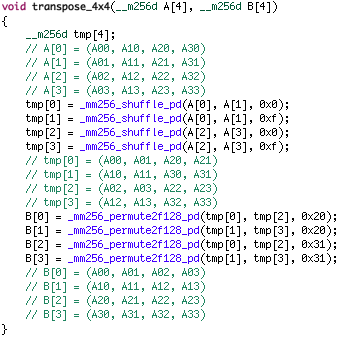 void transpose_4x4(__m256d A[4], __m256d B[4])
{
__m256d tmp[4];
// A[0] = (A00, A10, A20, A30)
// A[1] = (A01, A11, A21, A31)
// A[2] = (A02, A12, A22, A32)
// A[3] = (A03, A13, A23, A33)
tmp[0] = _mm256_shuffle_pd(A[0], A[1], 0x0);
tmp[1] = _mm256_shuffle_pd(A[0], A[1], 0xf);
tmp[2] = _mm256_shuffle_pd(A[2], A[3], 0x0);
tmp[3] = _mm256_shuffle_pd(A[2], A[3], 0xf);
// tmp[0] = (A00, A01, A20, A21)
// tmp[1] = (A10, A11, A30, A31)
// tmp[2] = (A02, A03, A22, A23)
// tmp[3] = (A12, A13, A32, A33)
B[0] = _mm256_permute2f128_pd(tmp[0], tmp[2], 0x20);
B[1] = _mm256_permute2f128_pd(tmp[1], tmp[3], 0x20);
B[2] = _mm256_permute2f128_pd(tmp[0], tmp[2], 0x31);
B[3] = _mm256_permute2f128_pd(tmp[1], tmp[3], 0x31);
// B[0] = (A00, A01, A02, A03)
// B[1] = (A10, A11, A12, A13)
// B[2] = (A20, A21, A22, A23)
// B[3] = (A30, A31, A32, A33)
}